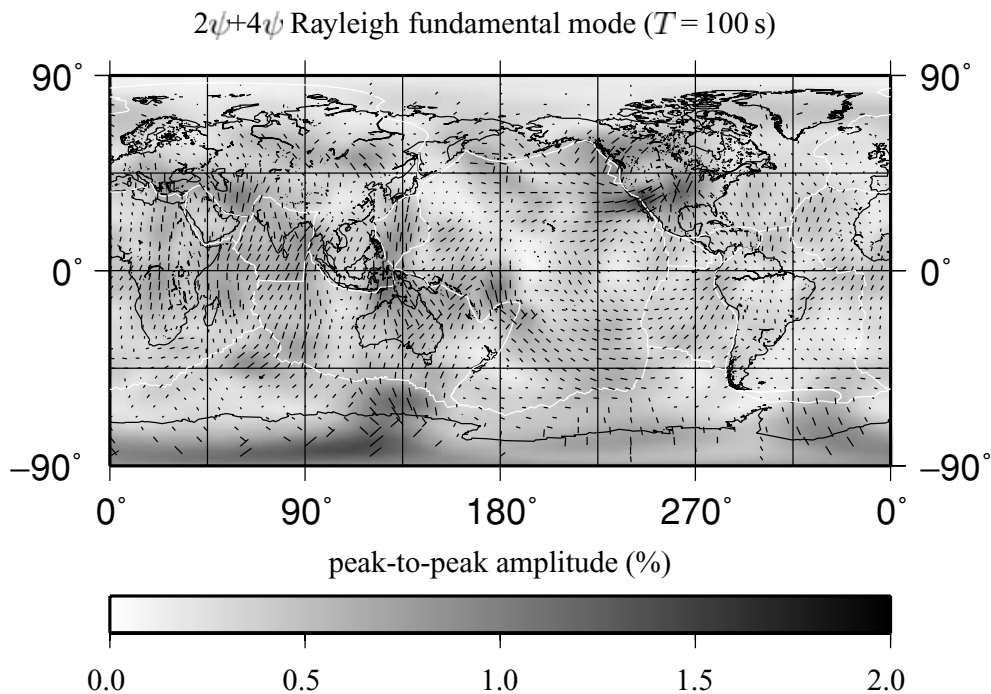 2ψ+4ψ Rayleigh fundamental mode (T = 100 s)
90° 90°
0° 0°
−90° −90°
0° 90° 180° 270° 0°
peak-to-peak amplitude (%)
0.0 0.5 1.0 1.5 2.0